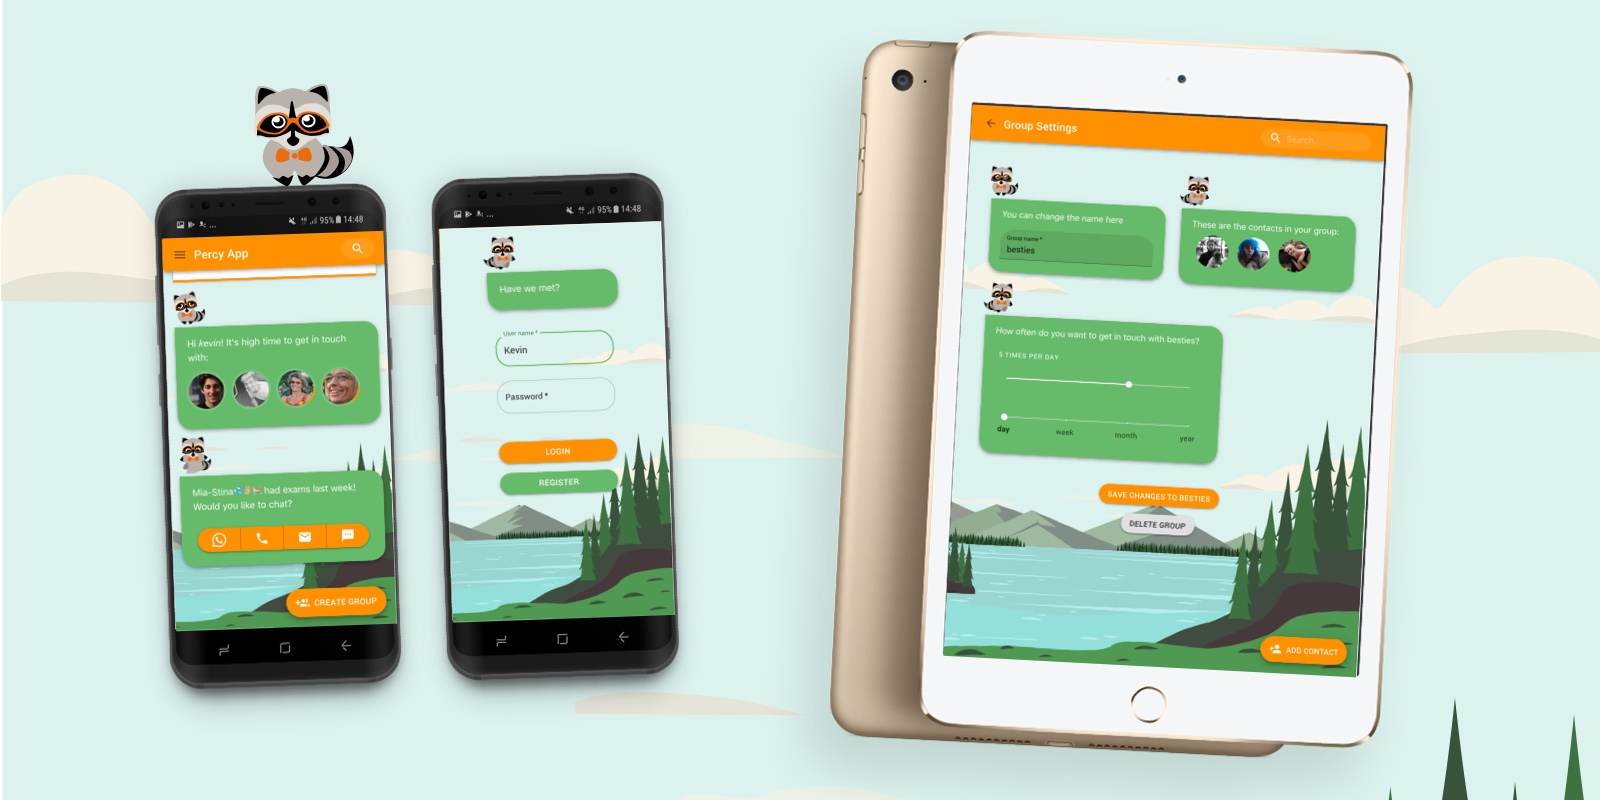 ... 95% 14:48
Percy App
Hi kevin! It's high time to get in touch
with:
Mia-Stina💦✌🏼🏊🏼had exams last week!
Would you like to chat?
CREATE GROUP
... 95% 14:48
Have we met?
User name *
Kevin
Password *
LOGIN
REGISTER
Group Settings
Search...
You can change the name here
Group name *
besties
These are the contacts in your group:
How often do you want to get in touch with besties?
5 TIMES PER DAY
day week month year
SAVE CHANGES TO BESTIES
DELETE GROUP
ADD CONTACT